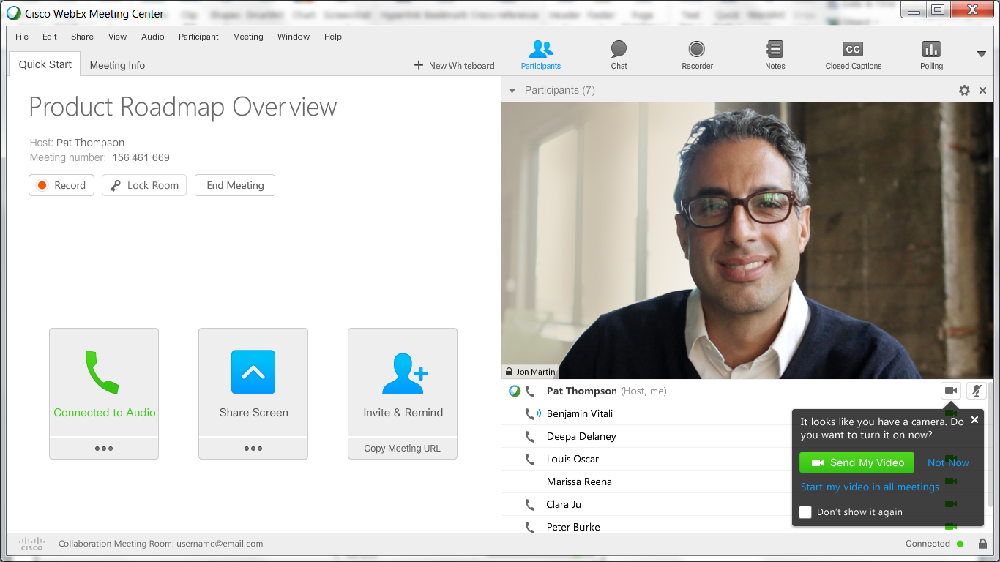 Cisco WebEx Meeting Center
File Edit Share View Audio Participant Meeting Window Help
Quick Start Meeting Info
New Whiteboard
Participants Chat Recorder Notes Closed Captions Polling
CC
Participants (7)
Product Roadmap Overview
Host: Pat Thompson
Meeting number: 156 461 669
Record Lock Room End Meeting
Connected to Audio
Share Screen
Invite & Remind
Copy Meeting URL
Jon Martin
Pat Thompson (Host, me)
Benjamin Vitali
Deepa Delaney
Louis Oscar
Marissa Reena
Clara Ju
Peter Burke
It looks like you have a camera. Do
you want to turn it on now?
Send My Video Not Now
Start my video in all meetings
Don't show it again
CISCO
Collaboration Meeting Room: username@email.com
Connected